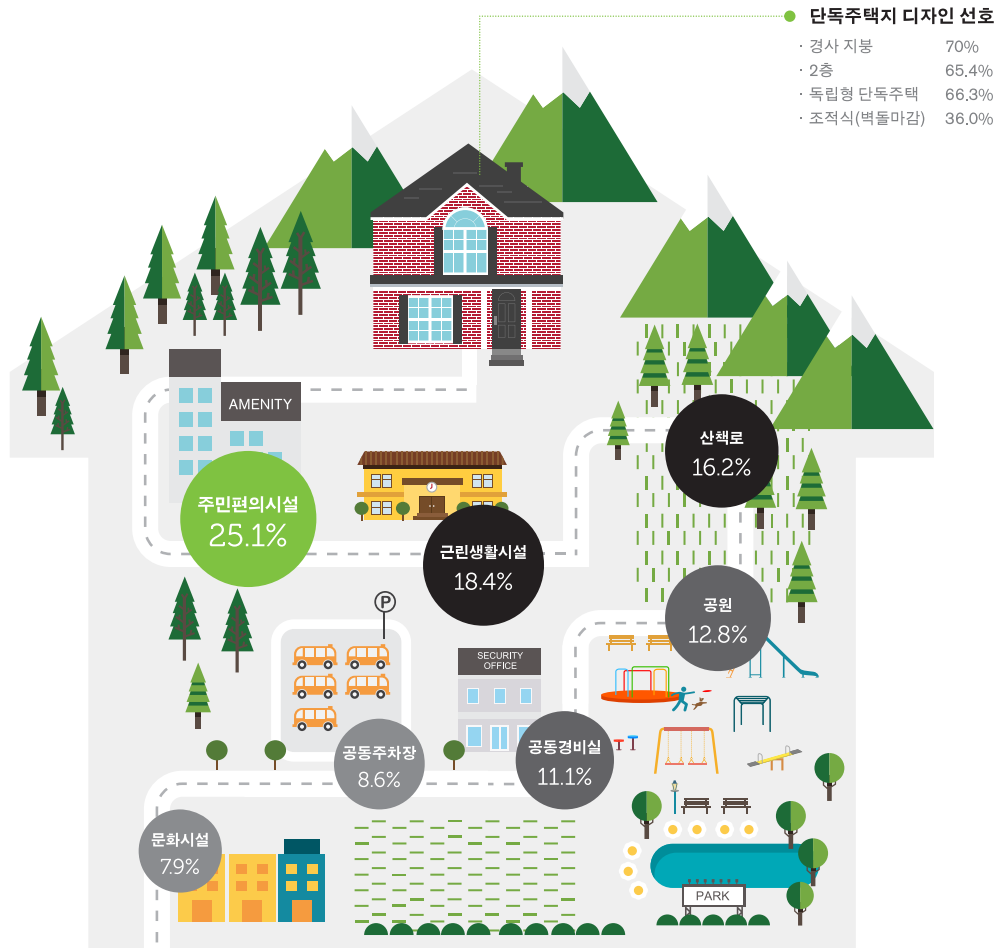 단독주택지 디자인 선호
· 경사 지붕 70%
· 2층 65.4%
· 독립형 단독주택 66.3%
· 조적식(벽돌마감) 36.0%
AMENITY
주민편의시설
25.1%
산책로
16.2%
근린생활시설
18.4%
공원
12.8%
P
SECURITY
OFFICE
공동주차장
8.6%
공동경비실
11.1%
문화시설
7.9%
PARK